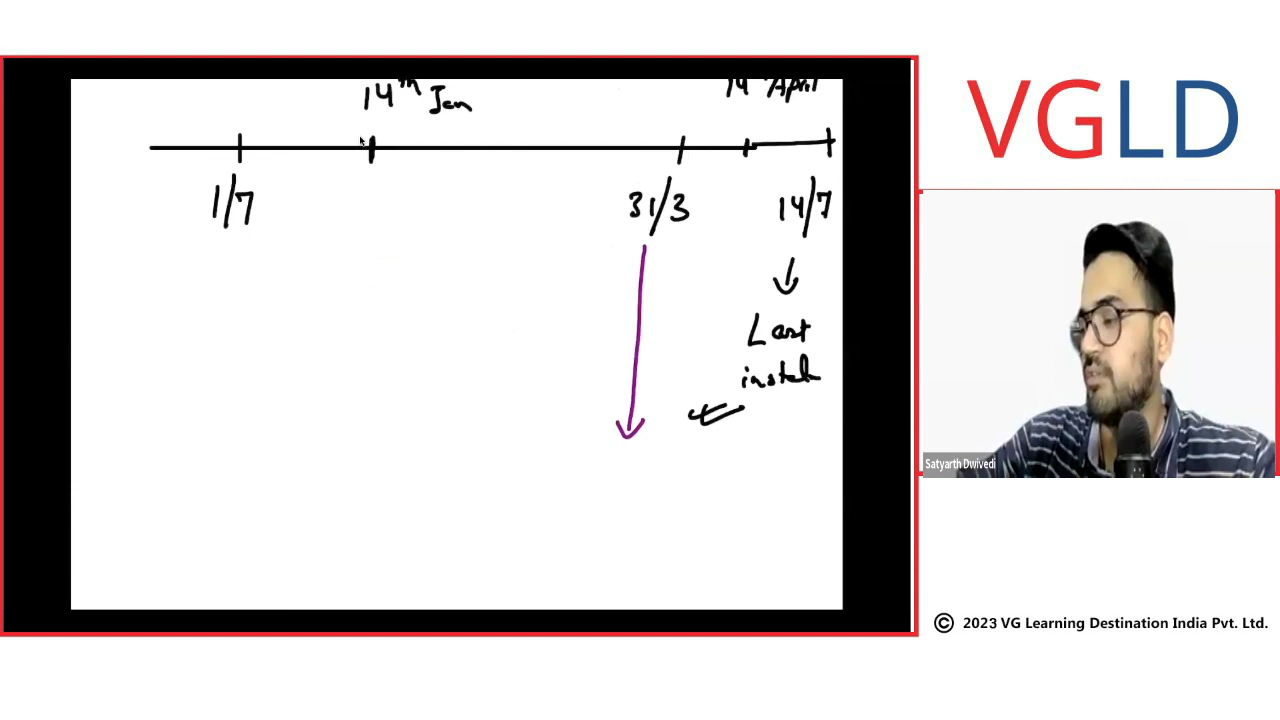 14th Jan
14th April
1/7
31/3
14/7
Last
instal
VGLD
Satyarth Dwivedi
© 2023 VG Learning Destination India Pvt. Ltd.